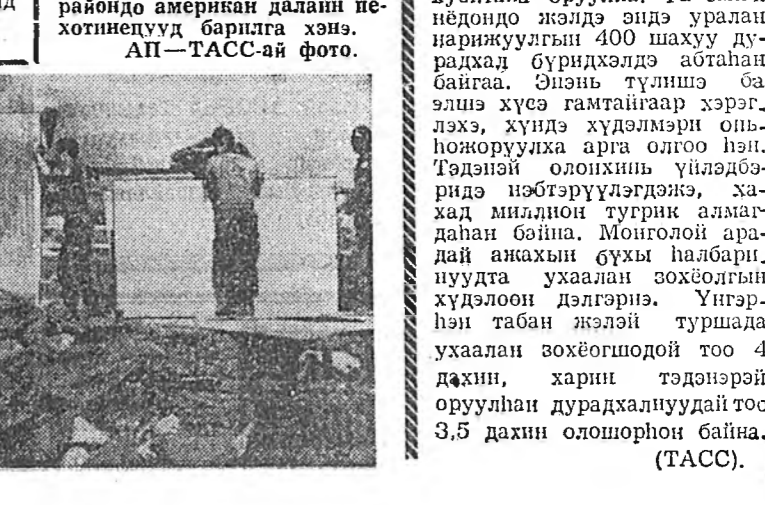 районdо американ далайн пе-
хотинецүүд барилга хэнэ.
АП—ТАСС-ай фото.
нёдондо жэлдэ эндэ уралан
нарижуулгын 400 шахуу ду-
радхал бүридхэлдэ абтаһан
байгаа. Энэнь түлишэ ба
элшэ хүсэ гамтайгаар хэрэг-
лэхэ, хүндэ хүдэлмэри онь-
һожоруулха арга олгоо һэн.
Тэдэнэй олонхинь үйлэдбэ-
ридэ нэбтэрүүлэгдэжэ, ха-
хад миллион тугрик алмаг-
даһан байна. Монголой ара-
дай ажахын бүхы һалбари-
нуудта ухаалан зохёолгын
хүдэлөөн дэлгэрнэ. Үнгэр-
һэн табан жэлэй туршада
ухаалан зохёогшодой тоо 4
дахин, харин тэдэнэрэй
оруулһан дурадхалнуудай тоо
3,5 дахин олошорһон байна.
(ТАСС).